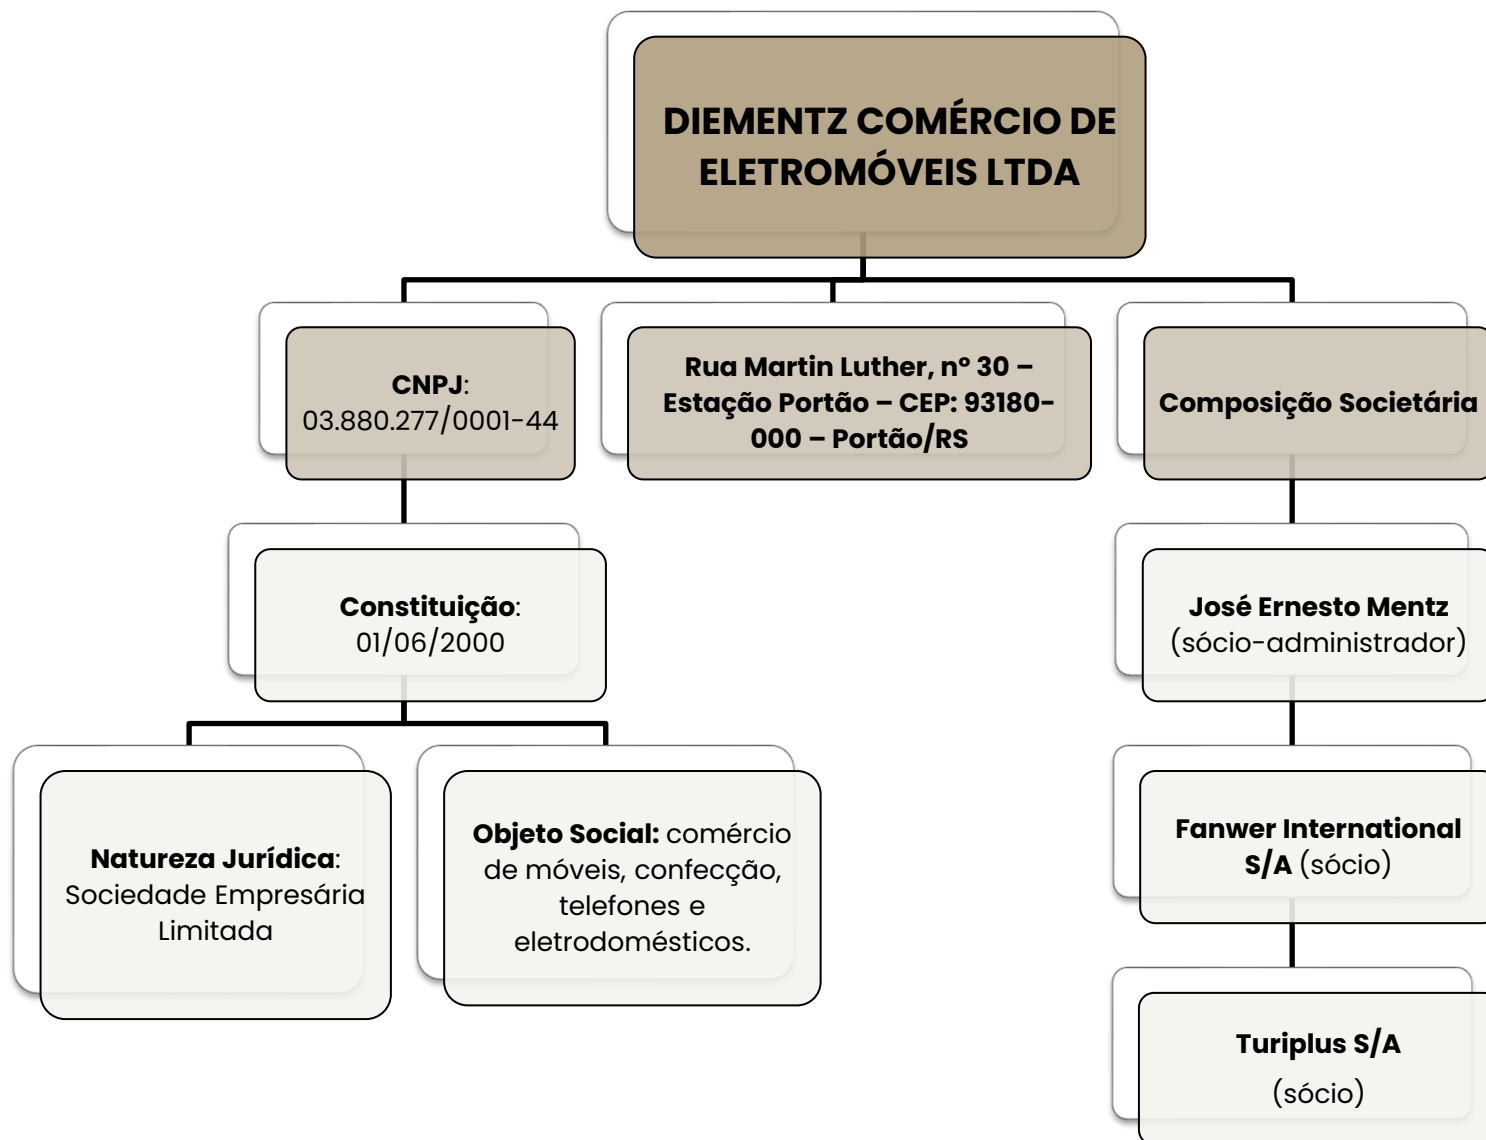 DIEMENTZ COMÉRCIO DE
ELETROMÓVEIS LTDA
CNPJ:
03.880.277/0001-44
Rua Martin Luther, nº 30 –
Estação Portão – CEP: 93180-
000 – Portão/RS
Composição Societária
Constituição:
01/06/2000
José Ernesto Mentz
(sócio-administrador)
Natureza Jurídica:
Sociedade Empresária
Limitada
Objeto Social: comércio
de móveis, confecção,
telefones e
eletrodomésticos.
Fanwer International
S/A (sócio)
Turiplus S/A
(sócio)